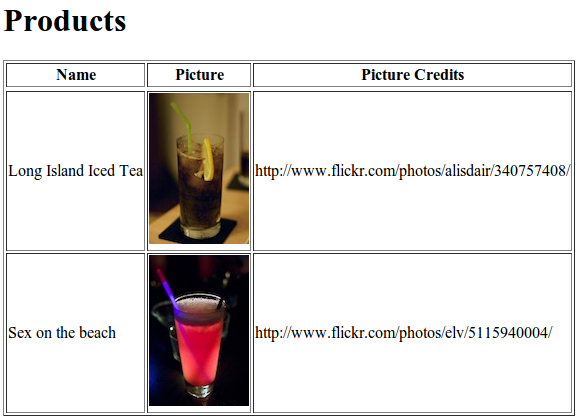 Products
Name Picture Picture Credits
Long Island Iced Tea http://www.flickr.com/photos/alisdair/340757408/
Sex on the beach http://www.flickr.com/photos/elv/5115940004/